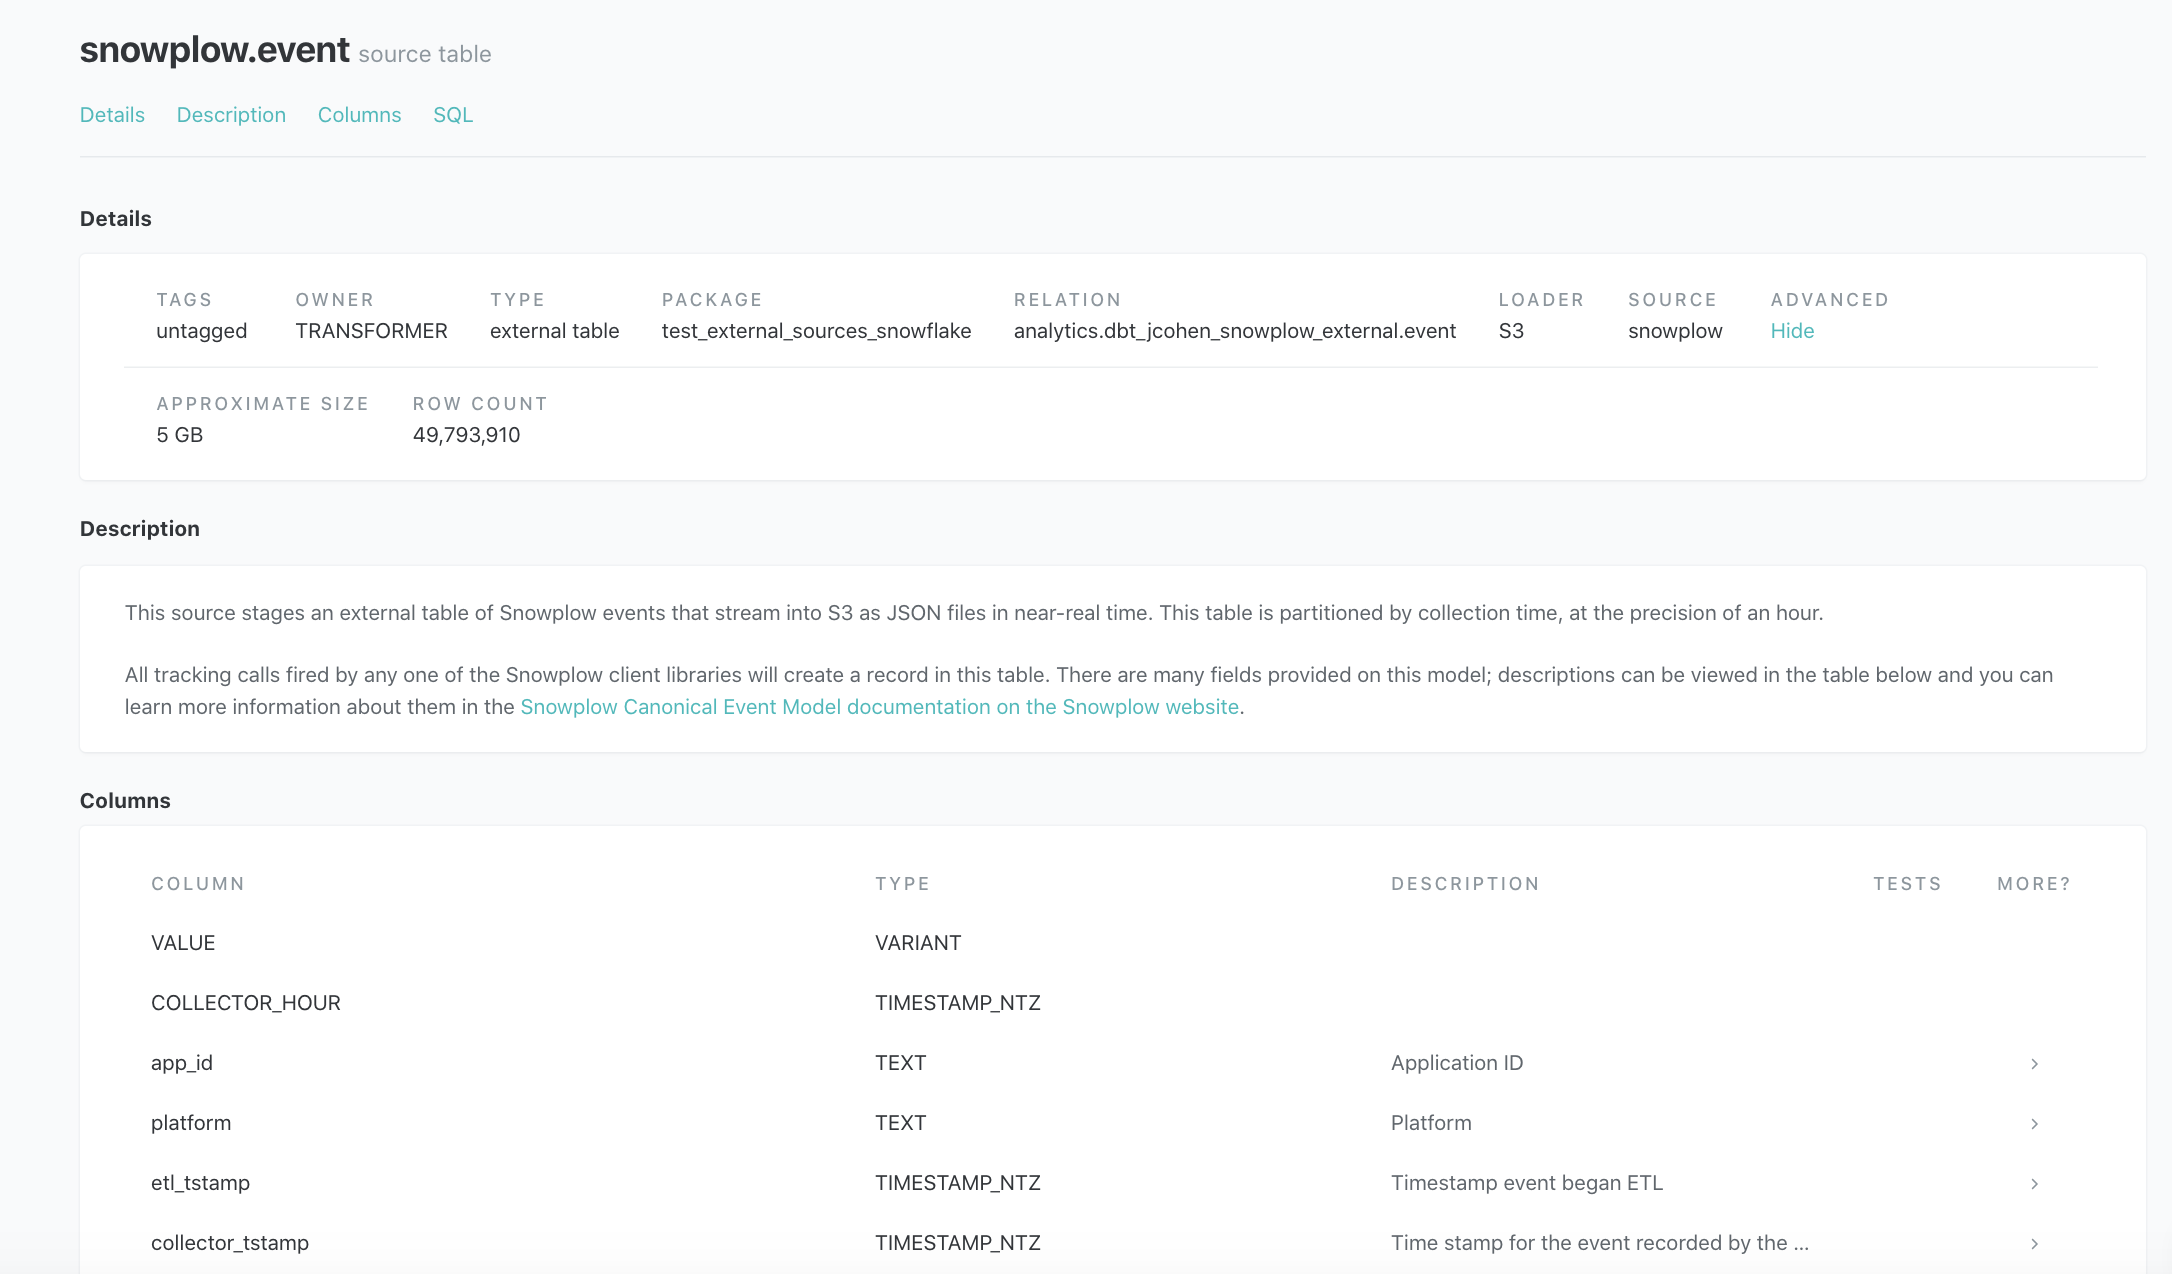 snowplow.event source table
Details Description Columns SQL
Details
TAGS OWNER TYPE PACKAGE RELATION LOADER SOURCE ADVANCED
untagged TRANSFORMER external table test_external_sources_snowflake analytics.dbt_jcohen_snowplow_external.event S3 snowplow Hide
APPROXIMATE SIZE ROW COUNT
5 GB 49,793,910
Description
This source stages an external table of Snowplow events that stream into S3 as JSON files in near-real time. This table is partitioned by collection time, at the precision of an hour.
All tracking calls fired by any one of the Snowplow client libraries will create a record in this table. There are many fields provided on this model; descriptions can be viewed in the table below and you can
learn more information about them in the Snowplow Canonical Event Model documentation on the Snowplow website.
Columns
COLUMN TYPE DESCRIPTION TESTS MORE?
VALUE VARIANT
COLLECTOR_HOUR TIMESTAMP_NTZ
app_id TEXT Application ID
platform TEXT Platform
etl_tstamp TIMESTAMP_NTZ Timestamp event began ETL
collector_tstamp TIMESTAMP_NTZ Time stamp for the event recorded by the ...